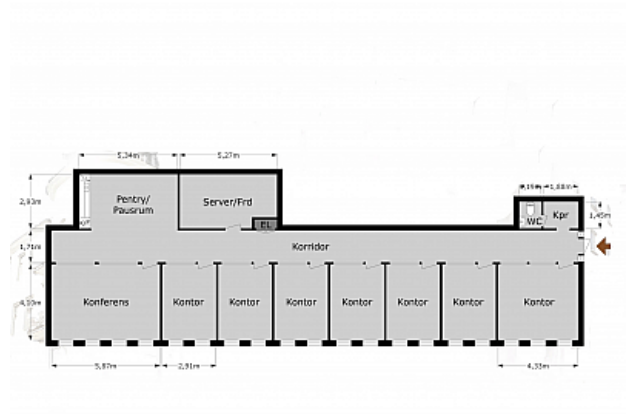 5,34m
5,27m
Pentry/
Pausrum
Server/Frd
EL
WC
Kpr
1,88m
1,45m
2,93m
1,71m
Korridor
4,10m
Konferens
Kontor
Kontor
Kontor
Kontor
Kontor
Kontor
Kontor
5,87m
2,91m
4,33m